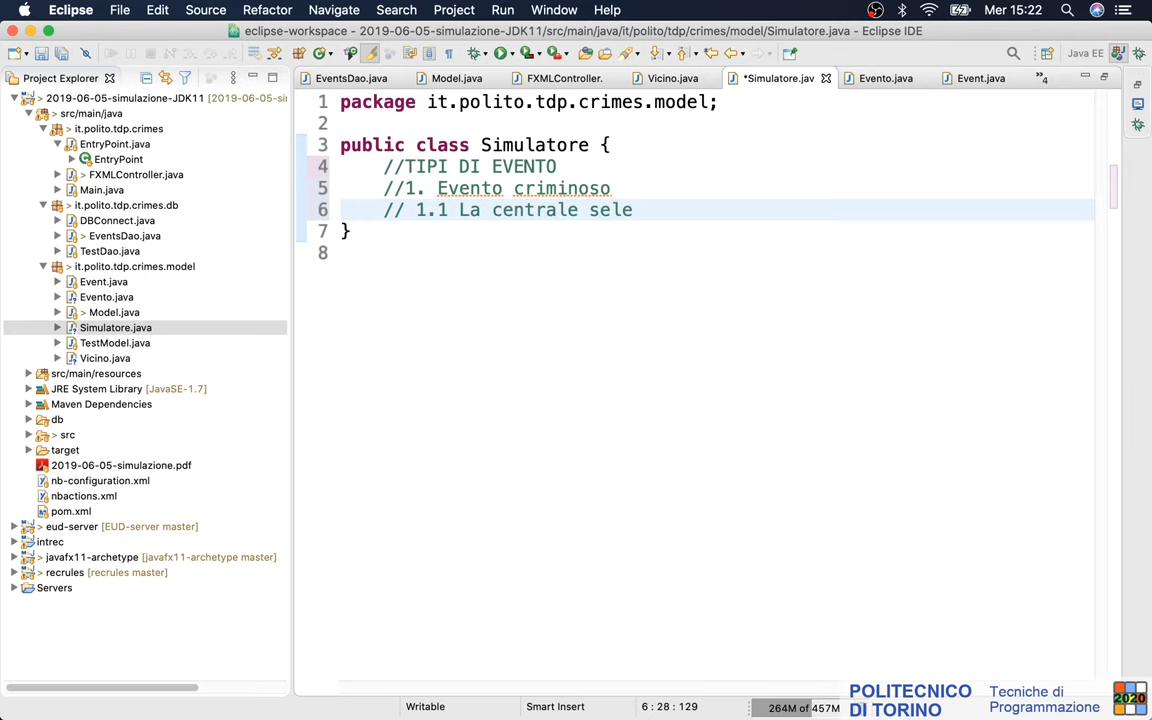 Eclipse File Edit Source Refactor Navigate Search Project Run Window Help Mer 15:22
eclipse-workspace - 2019-06-05-simulazione-JDK11/src/main/java/it/polito/tdp/crimes/model/Simulatore.java - Eclipse IDE
Java EE
Project Explorer
EventsDao.java Model.java FXMLController. Vicino.java *Simulatore.jav Evento.java Event.java »4
2019-06-05-simulazione-JDK11 [2019-06-05-si
src/main/java
it.polito.tdp.crimes
EntryPoint.java
EntryPoint
> FXMLController.java
Main.java
it.polito.tdp.crimes.db
DBConnect.java
> EventsDao.java
TestDao.java
it.polito.tdp.crimes.model
Event.java
Evento.java
> Model.java
Simulatore.java
TestModel.java
Vicino.java
src/main/resources
JRE System Library [JavaSE-1.7]
Maven Dependencies
db
> src
target
2019-06-05-simulazione.pdf
nb-configuration.xml
nbactions.xml
pom.xml
> eud-server [EUD-server master]
intrec
> javafx11-archetype [javafx11-archetype master]
> recrules [recrules master]
Servers
1 package it.polito.tdp.crimes.model;
2
3 public class Simulatore {
4 //TIPI DI EVENTO
5 //1. Evento criminoso
6 // 1.1 La centrale sele
7 }
8
Writable Smart Insert 6 : 28 : 129 264M of 457M
POLITECNICO
DI TORINO
Tecniche di
Programmazione
2020